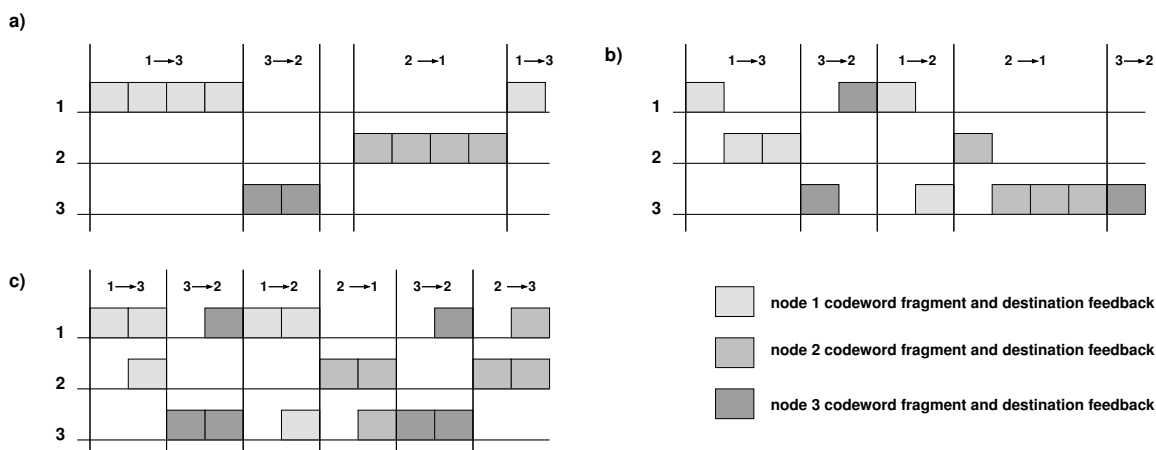 a)
1→3 3→2 2→1 1→3
1
2
3
b)
1→3 3→2 1→2 2→1 3→2
1
2
3
c)
1→3 3→2 1→2 2→1 3→2 2→3
1
2
3
node 1 codeword fragment and destination feedback
node 2 codeword fragment and destination feedback
node 3 codeword fragment and destination feedback